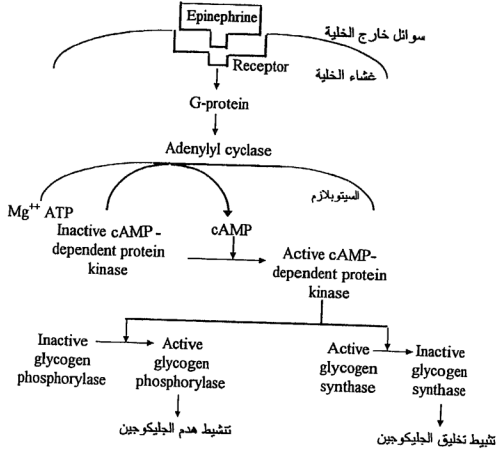 Epinephrine
سوائل خارج الخلية
Receptor
غشاء الخلية
G-protein
Adenylyl cyclase
السيتوبلازم
Mg++ ATP
Inactive cAMP -
dependent protein
kinase
cAMP
Active cAMP-
dependent protein
kinase
Inactive
glycogen
phosphorylase
Active
glycogen
phosphorylase
Active
glycogen
synthase
Inactive
glycogen
synthase
تنشيط هدم الجليكوجين
تثبيط تخليق الجليكوجين